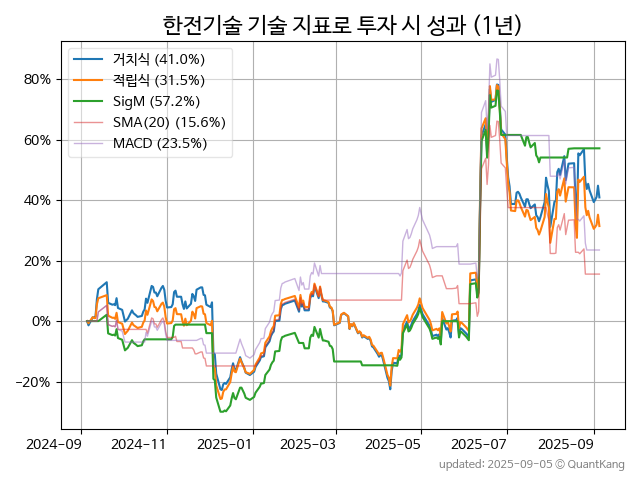 한전기술 기술 지표로 투자 시 성과 (1년)
거치식 (41.0%)
적립식 (31.5%)
SigM (57.2%)
SMA(20) (15.6%)
MACD (23.5%)
80%
60%
40%
20%
0%
−20%
2024-09 2024-11 2025-01 2025-03 2025-05 2025-07 2025-09
updated: 2025-09-05 © QuantKang